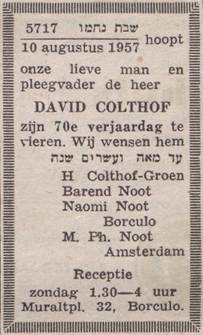 5717 שבת נחמו
10 augustus 1957 hoopt
onze lieve man en
pleegvader de heer
DAVID COLTHOF
zijn 70e verjaardag te
vieren. Wij wensen hem
עד מאה ועשרים שנה
H Colthof-Groen
Barend Noot
Naomi Noot
Borculo
M. Ph. Noot
Amsterdam
Receptie
zondag 1.30—4 uur
Muraltpl. 32, Borculo.